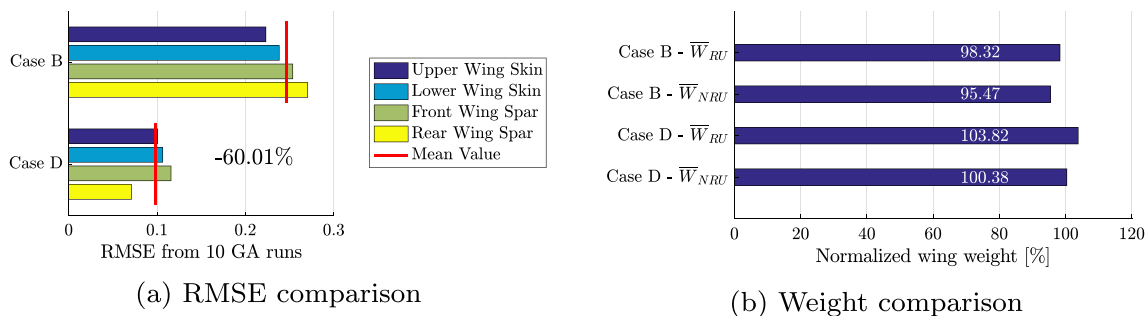 Case B
Case D
-60.01%
0
0.1
0.2
0.3
RMSE from 10 GA runs
Upper Wing Skin
Lower Wing Skin
Front Wing Spar
Rear Wing Spar
Mean Value
(a) RMSE comparison
Case B - W̅_RU
98.32
Case B - W̅_NRU
95.47
Case D - W̅_RU
103.82
Case D - W̅_NRU
100.38
0
20
40
60
80
100
120
Normalized wing weight [%]
(b) Weight comparison